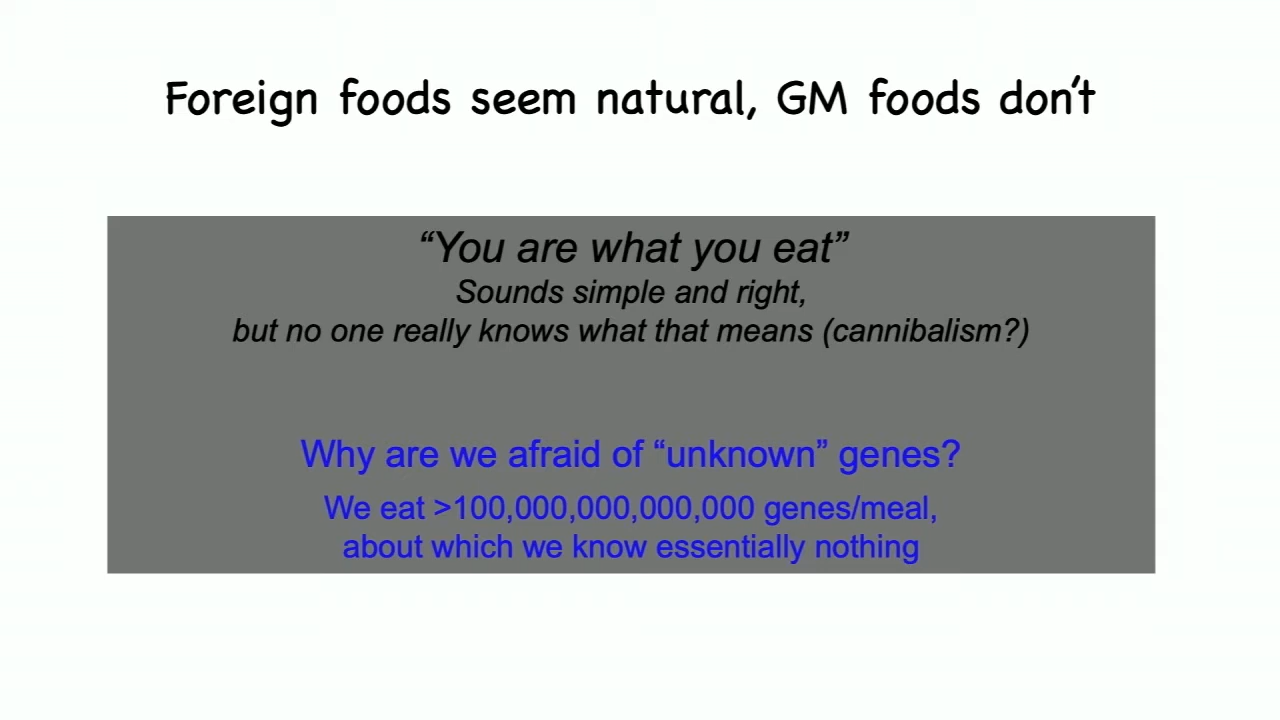 Foreign foods seem natural, GM foods don't
“You are what you eat”
Sounds simple and right,
but no one really knows what that means (cannibalism?)
Why are we afraid of “unknown” genes?
We eat >100,000,000,000,000 genes/meal,
about which we know essentially nothing